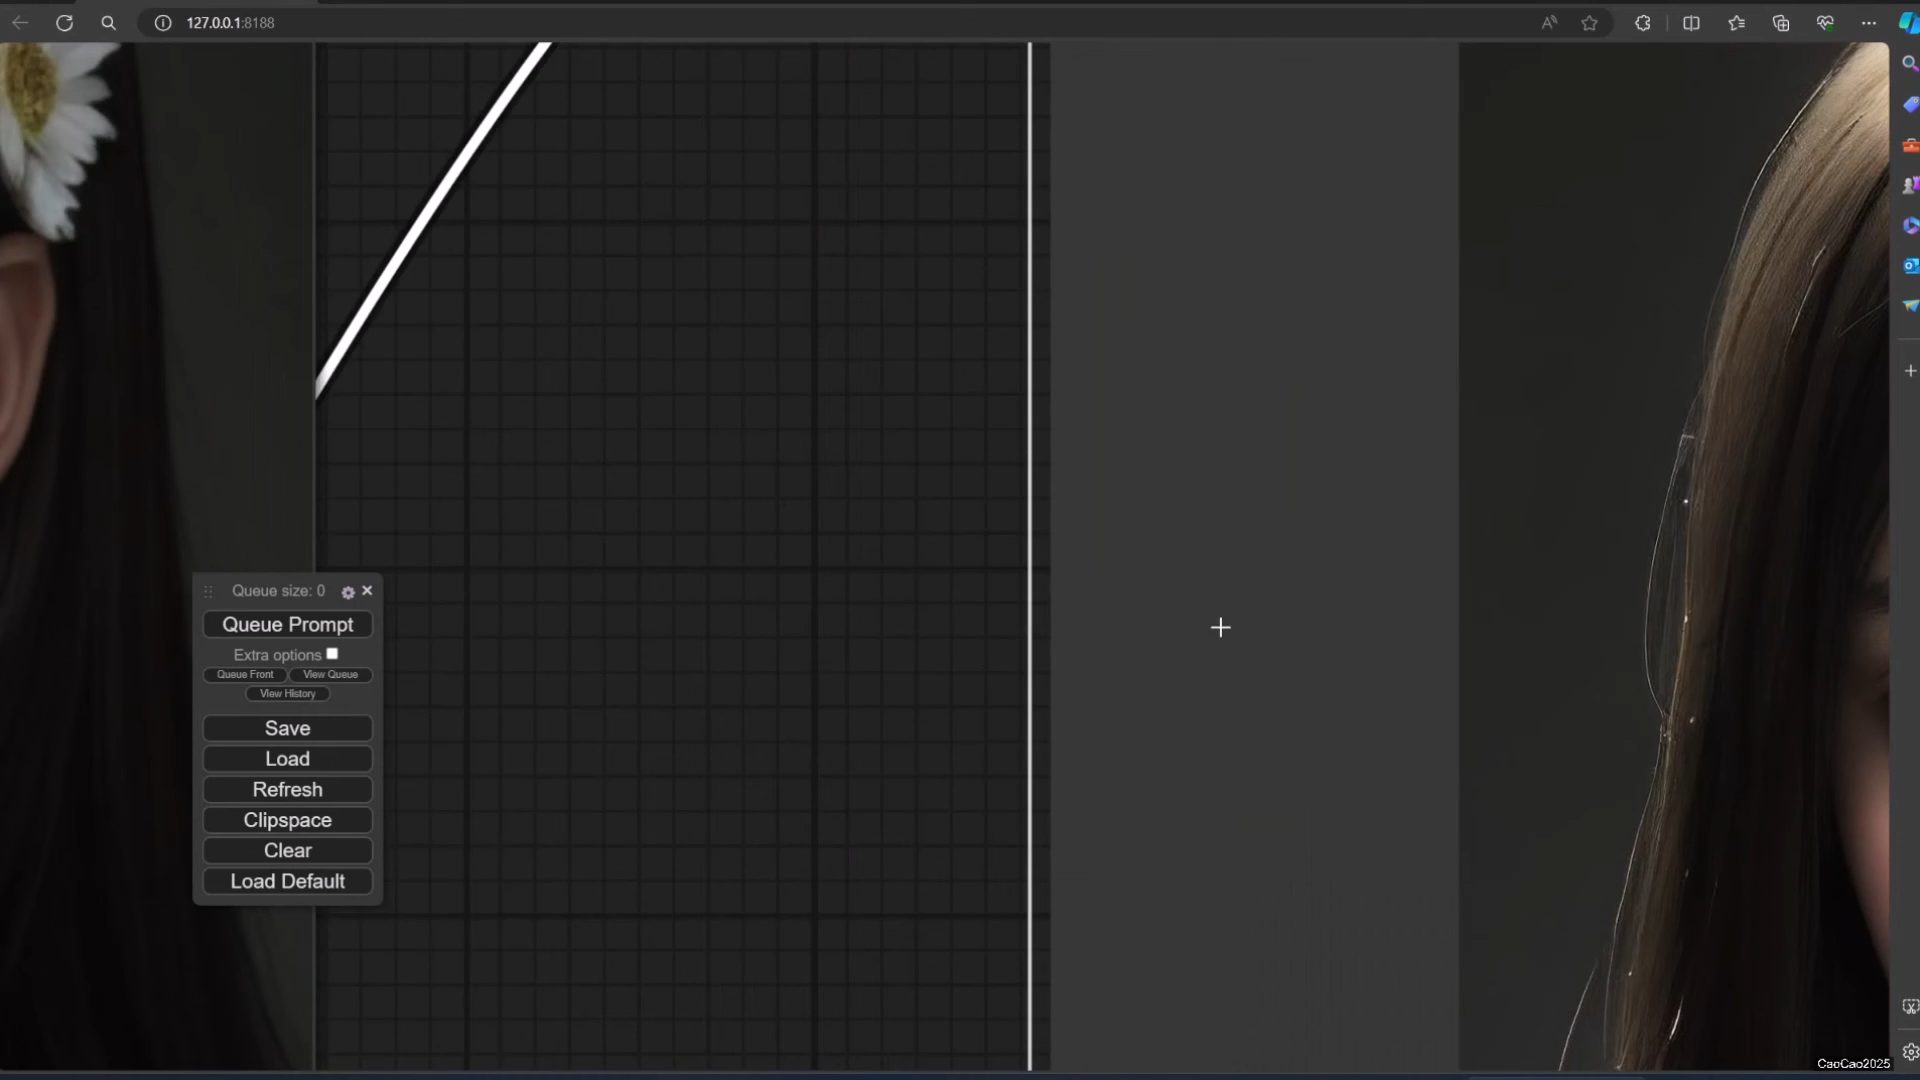 127.0.0.1:8188
Queue size: 0
Queue Prompt
Extra options
Queue Front
View Queue
View History
Save
Load
Refresh
Clipspace
Clear
Load Default
CaoCao2025